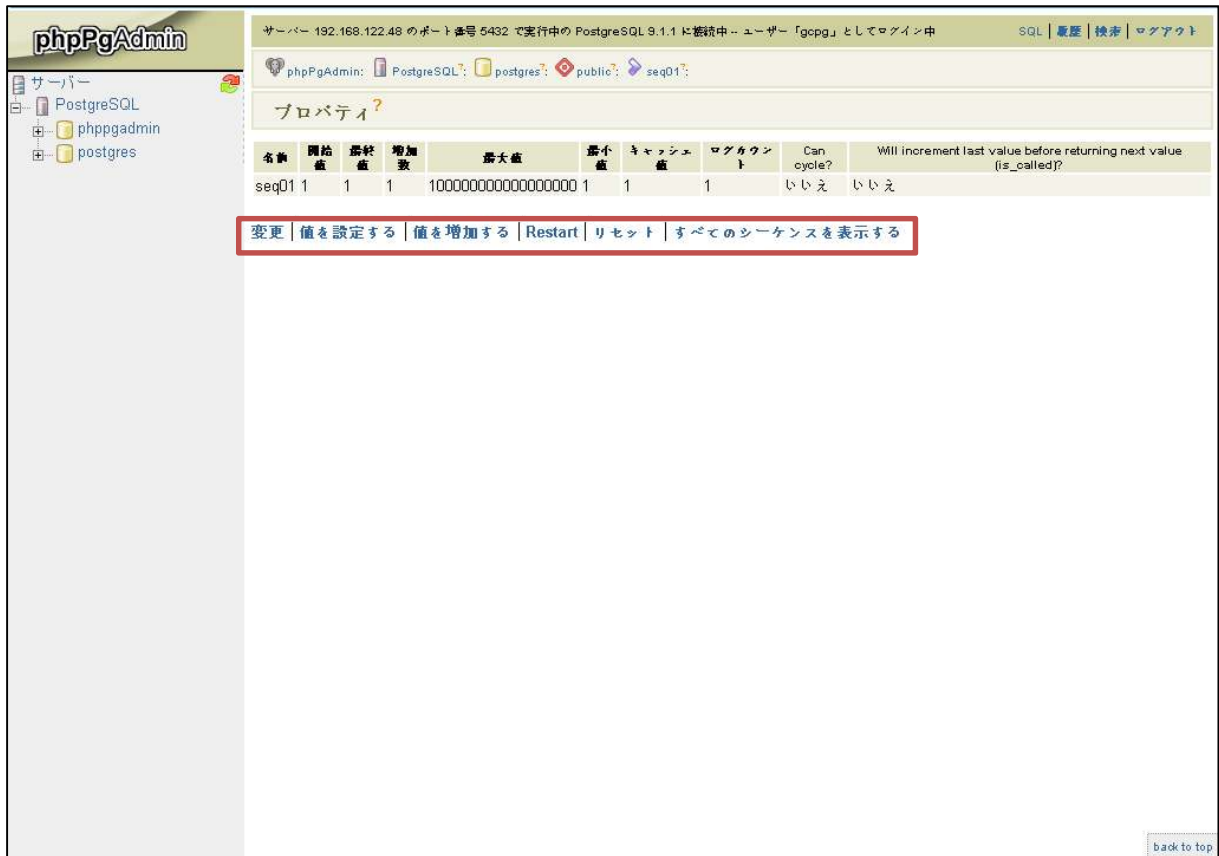 phpPgAdmin
サーバー 192.168.122.48 のポート番号 5432 で実行中の PostgreSQL 9.1.1 に接続中 -- ユーザー「gcpg」としてログイン中
SQL | 履歴 | 検索 | ログアウト
phpPgAdmin: PostgreSQL?: postgres?: public?: seq01?:
サーバー
PostgreSQL
phppgadmin
postgres
プロパティ?
名前 開始値 最終値 増加数 最大値 最小値 キャッシュ値 ログカウント Can cycle? Will increment last value before returning next value (is_called)?
seq01 1 1 1 100000000000000000 1 1 1 いいえ いいえ
変更 | 値を設定する | 値を増加する | Restart | リセット | すべてのシーケンスを表示する
back to top